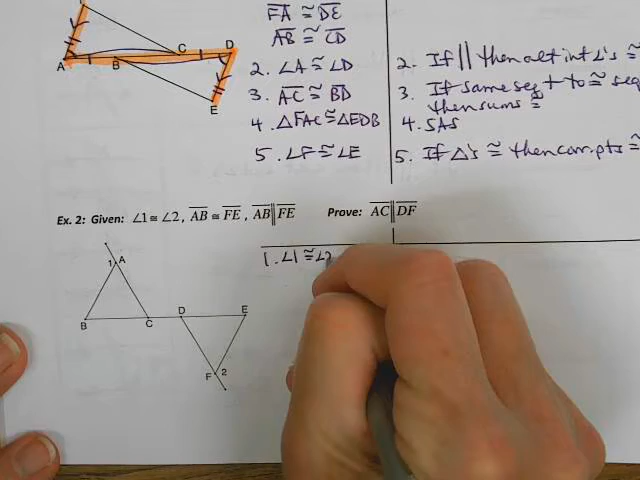 FA ≅ DE
AB ≅ CD
2. ∠A ≅ ∠D
2. If || then alt int ∠'s ≅
3. AC ≅ BD
3. If same seg + to ≅ seg
then sums ≅
4. △FAC ≅ △EDB
4. SAS
5. ∠F ≅ ∠E
5. If △'s ≅ then corr. pts ≅
A
B
C
D
E
Ex. 2: Given: ∠1 ≅ ∠2, AB ≅ FE, AB || FE Prove: AC || DF
1. ∠1 ≅ ∠2
1 A
B
C
D
E
F 2